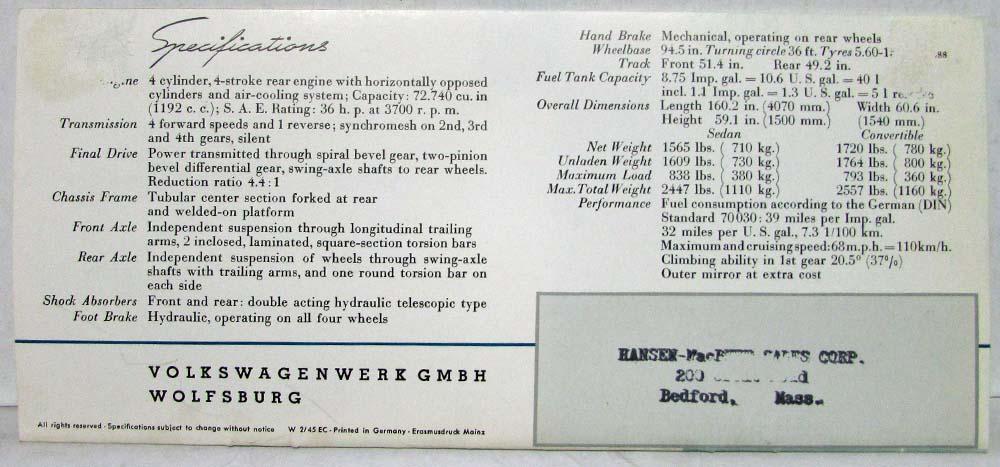 Specifications
4 cylinder, 4-stroke rear engine with horizontally opposed
cylinders and air-cooling system; Capacity: 72.740 cu. in
(1192 c. c.); S. A. E. Rating: 36 h. p. at 3700 r. p. m.
Transmission 4 forward speeds and 1 reverse; synchromesh on 2nd, 3rd
and 4th gears, silent
Final Drive Power transmitted through spiral bevel gear, two-pinion
bevel differential gear, swing-axle shafts to rear wheels.
Reduction ratio 4.4:1
Chassis Frame Tubular center section forked at rear
and welded-on platform
Front Axle Independent suspension through longitudinal trailing
arms, 2 inclosed, laminated, square-section torsion bars
Rear Axle Independent suspension of wheels through swing-axle
shafts with trailing arms, and one round torsion bar on
each side
Shock Absorbers Front and rear: double acting hydraulic telescopic type
Foot Brake Hydraulic, operating on all four wheels
VOLKSWAGENWERK GMBH
WOLFSBURG
All rights reserved · Specifications subject to change without notice W 2/45 EC · Printed in Germany · Erasmusdruck Mainz
Hand Brake Mechanical, operating on rear wheels
Wheelbase 94.5 in. Turning circle 36 ft. Tyres 5.60-1
Track Front 51.4 in. Rear 49.2 in.
Fuel Tank Capacity 8.75 Imp. gal. = 10.6 U. S. gal. = 40 l
incl. 1.1 Imp. gal. = 1.3 U. S. gal. = 5 l
Overall Dimensions Length 160.2 in. (4070 mm.) Width 60.6 in.
Height 59.1 in. (1500 mm.) (1540 mm.)
Sedan Convertible
Net Weight 1565 lbs. ( 710 kg.) 1720 lbs. ( 780 kg.)
Unladen Weight 1609 lbs. ( 730 kg.) 1764 lbs. ( 800 kg.)
Maximum Load 838 lbs. ( 380 kg.) 793 lbs. ( 360 kg.)
Max. Total Weight 2447 lbs. (1110 kg.) 2557 lbs. (1160 kg.)
Performance Fuel consumption according to the German (DIN)
Standard 70030: 39 miles per Imp. gal.
32 miles per U. S. gal., 7.3 l/100 km.
Maximum and cruising speed: 68 m.p.h. = 110 km/h.
Climbing ability in 1st gear 20.5° (37%)
Outer mirror at extra cost
HANSEN- CORP.
200
Bedford, Mass.